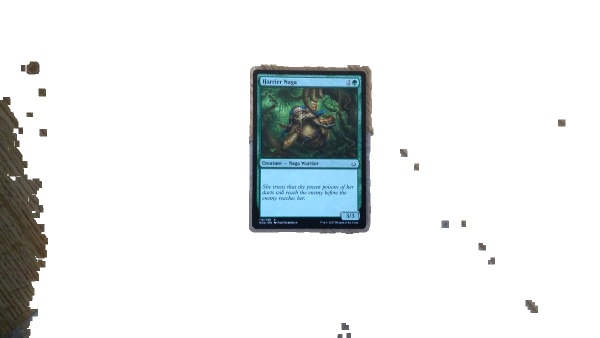 Harrier Naga
Creature — Naga Warrior
She trusts that the potent poisons of her
darts will reach the enemy before the
enemy reaches her.
3/3